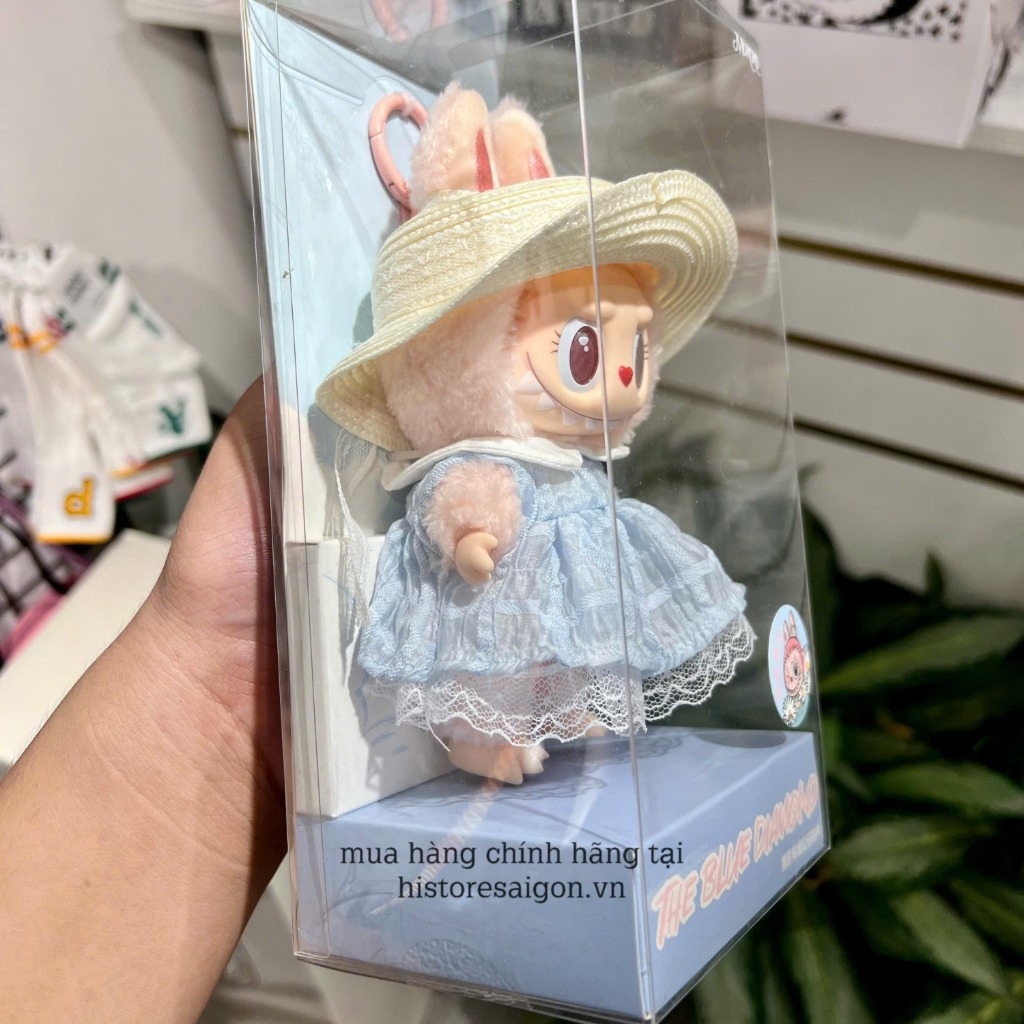 mua hàng chính hãng tại
historesaigon.vn
THE BLUE DIAMOND